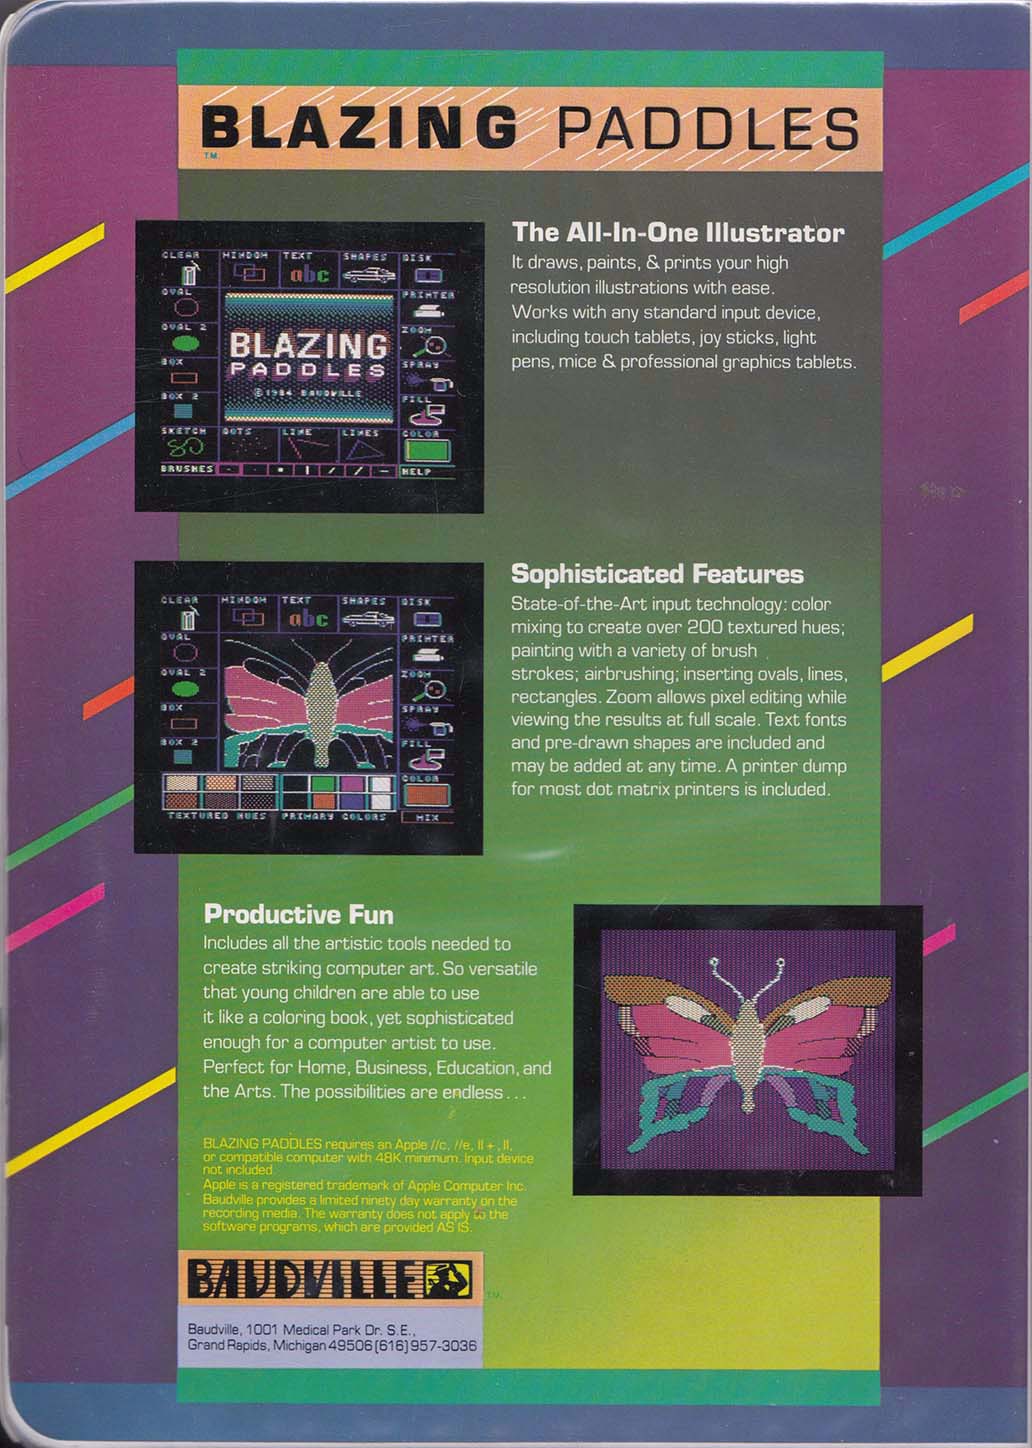 BLAZING PADDLES
TM.
The All-In-One Illustrator
It draws, paints, & prints your high
resolution illustrations with ease.
Works with any standard input device,
including touch tablets, joy sticks, light
pens, mice & professional graphics tablets.
CLEAR WINDOW TEXT SHAPES DISK
abc
OVAL PRINTER
OVAL 2 ZOOM
BLAZING
PADDLES
©1984 BAUDVILLE
BOX SPRAY
BOX 2 FILL
SKETCH DOTS LINE LINES COLOR
BRUSHES HELP
Sophisticated Features
State-of-the-Art input technology: color
mixing to create over 200 textured hues;
painting with a variety of brush
strokes; airbrushing; inserting ovals, lines,
rectangles. Zoom allows pixel editing while
viewing the results at full scale. Text fonts
and pre-drawn shapes are included and
may be added at any time. A printer dump
for most dot matrix printers is included.
CLEAR WINDOW TEXT SHAPES DISK
abc
OVAL PRINTER
OVAL 2 ZOOM
BOX SPRAY
BOX 2 FILL
COLOR
TEXTURED HUES PRIMARY COLORS MIX
Productive Fun
Includes all the artistic tools needed to
create striking computer art. So versatile
that young children are able to use
it like a coloring book, yet sophisticated
enough for a computer artist to use.
Perfect for Home, Business, Education, and
the Arts. The possibilities are endless...
BLAZING PADDLES requires an Apple //c, //e, II+, II,
or compatible computer with 48K minimum. Input device
not included.
Apple is a registered trademark of Apple Computer Inc.
Baudville provides a limited ninety day warranty on the
recording media. The warranty does not apply to the
software programs, which are provided AS IS.
BAUDVILLE
T.M.
Baudville, 1001 Medical Park Dr. S.E.,
Grand Rapids, Michigan 49506 (616) 957-3036